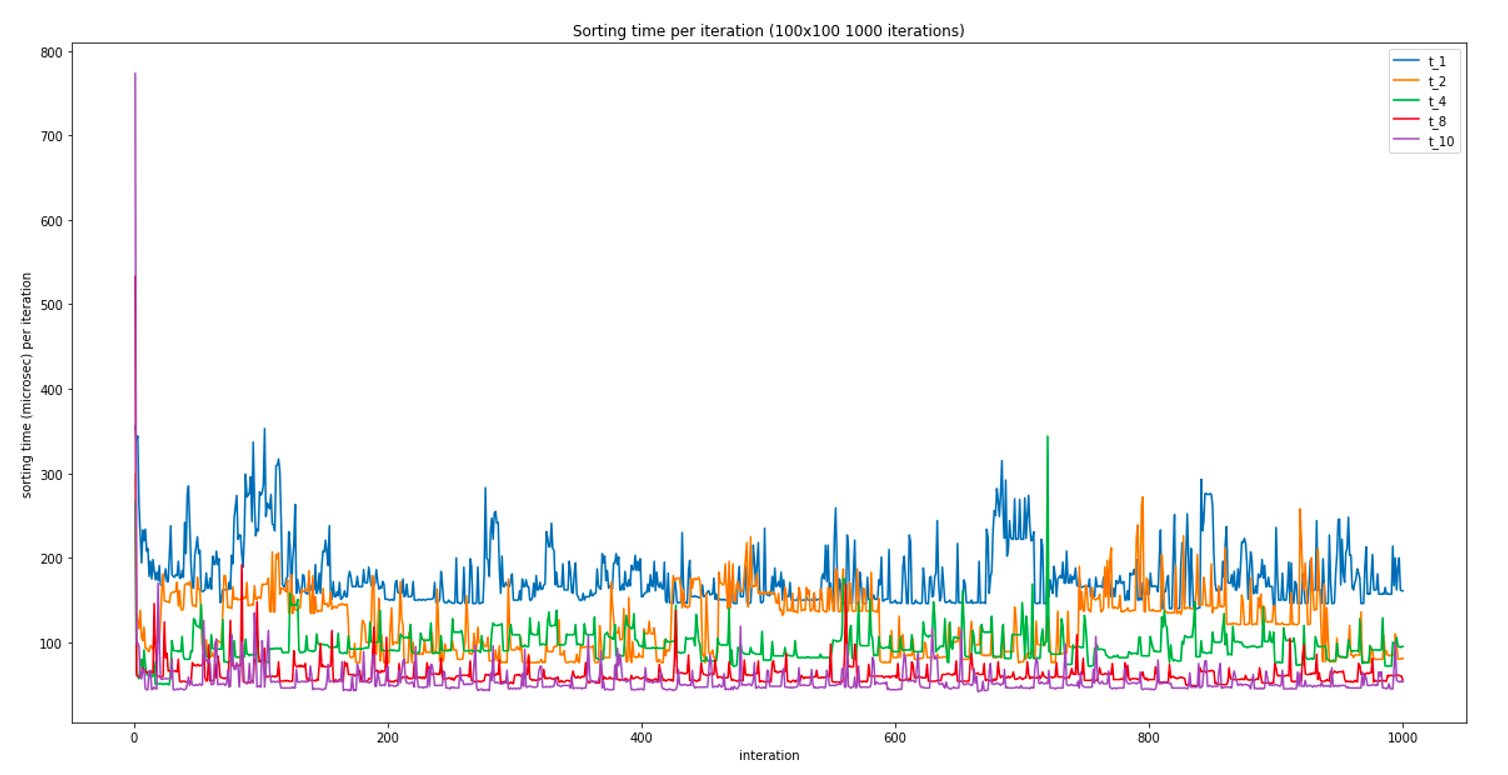 Sorting time per iteration (100x100 1000 iterations)
800
700
600
500
400
300
200
100
sorting time (microsec) per iteration
t_1
t_2
t_4
t_8
t_10
0
200
400
600
800
1000
interation